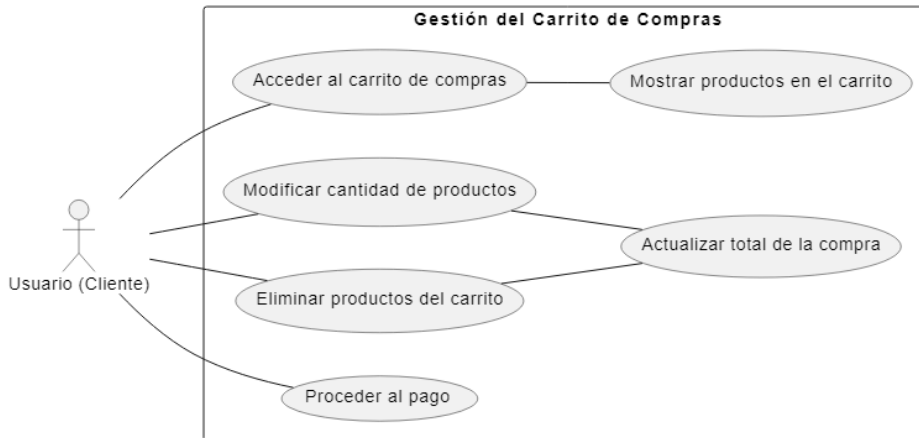 Gestión del Carrito de Compras
Acceder al carrito de compras
Mostrar productos en el carrito
Modificar cantidad de productos
Actualizar total de la compra
Usuario (Cliente)
Eliminar productos del carrito
Proceder al pago